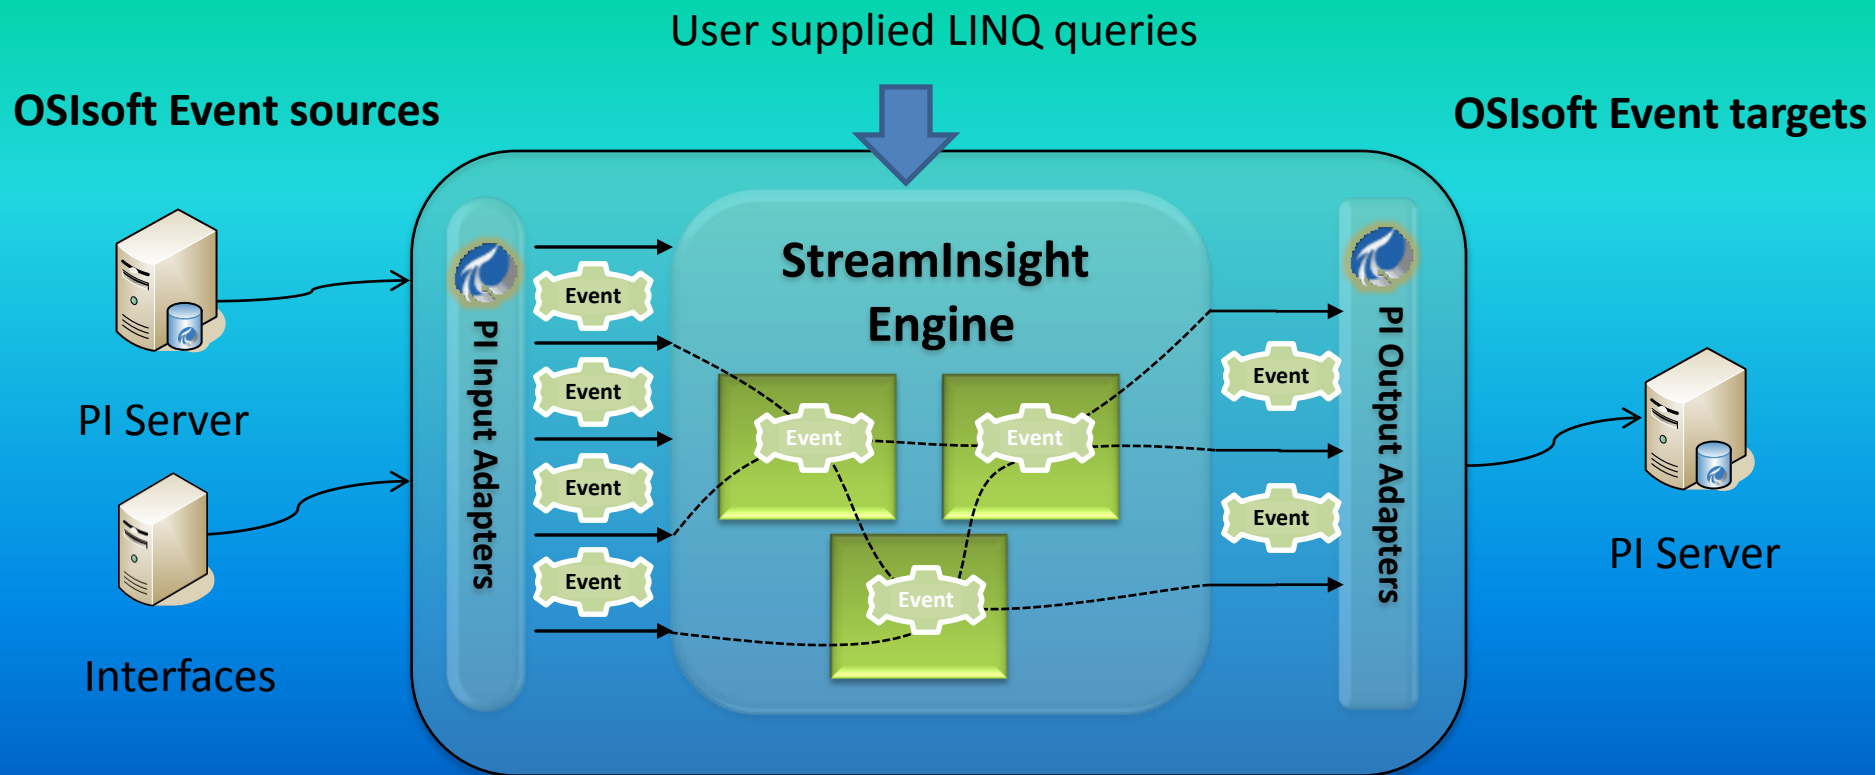 User supplied LINQ queries
OSIsoft Event sources
OSIsoft Event targets
PI Server
Interfaces
PI Input Adapters
Event
Event
Event
Event
StreamInsight
Engine
Event
Event
Event
Event
Event
PI Output Adapters
PI Server